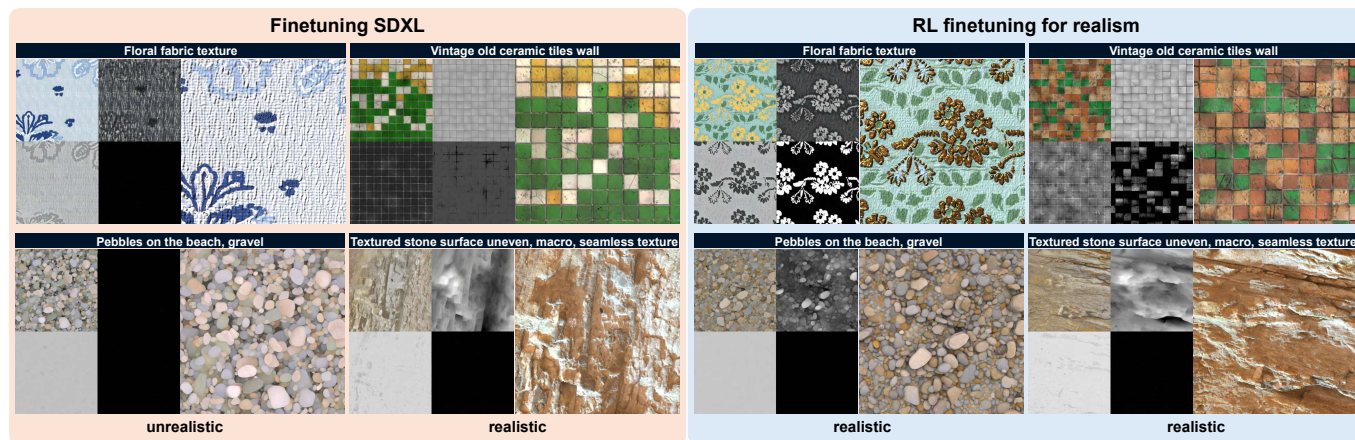 Finetuning SDXL
Floral fabric texture
Vintage old ceramic tiles wall
Pebbles on the beach, gravel
Textured stone surface uneven, macro, seamless texture
unrealistic
realistic
RL finetuning for realism
Floral fabric texture
Vintage old ceramic tiles wall
Pebbles on the beach, gravel
Textured stone surface uneven, macro, seamless texture
realistic
realistic